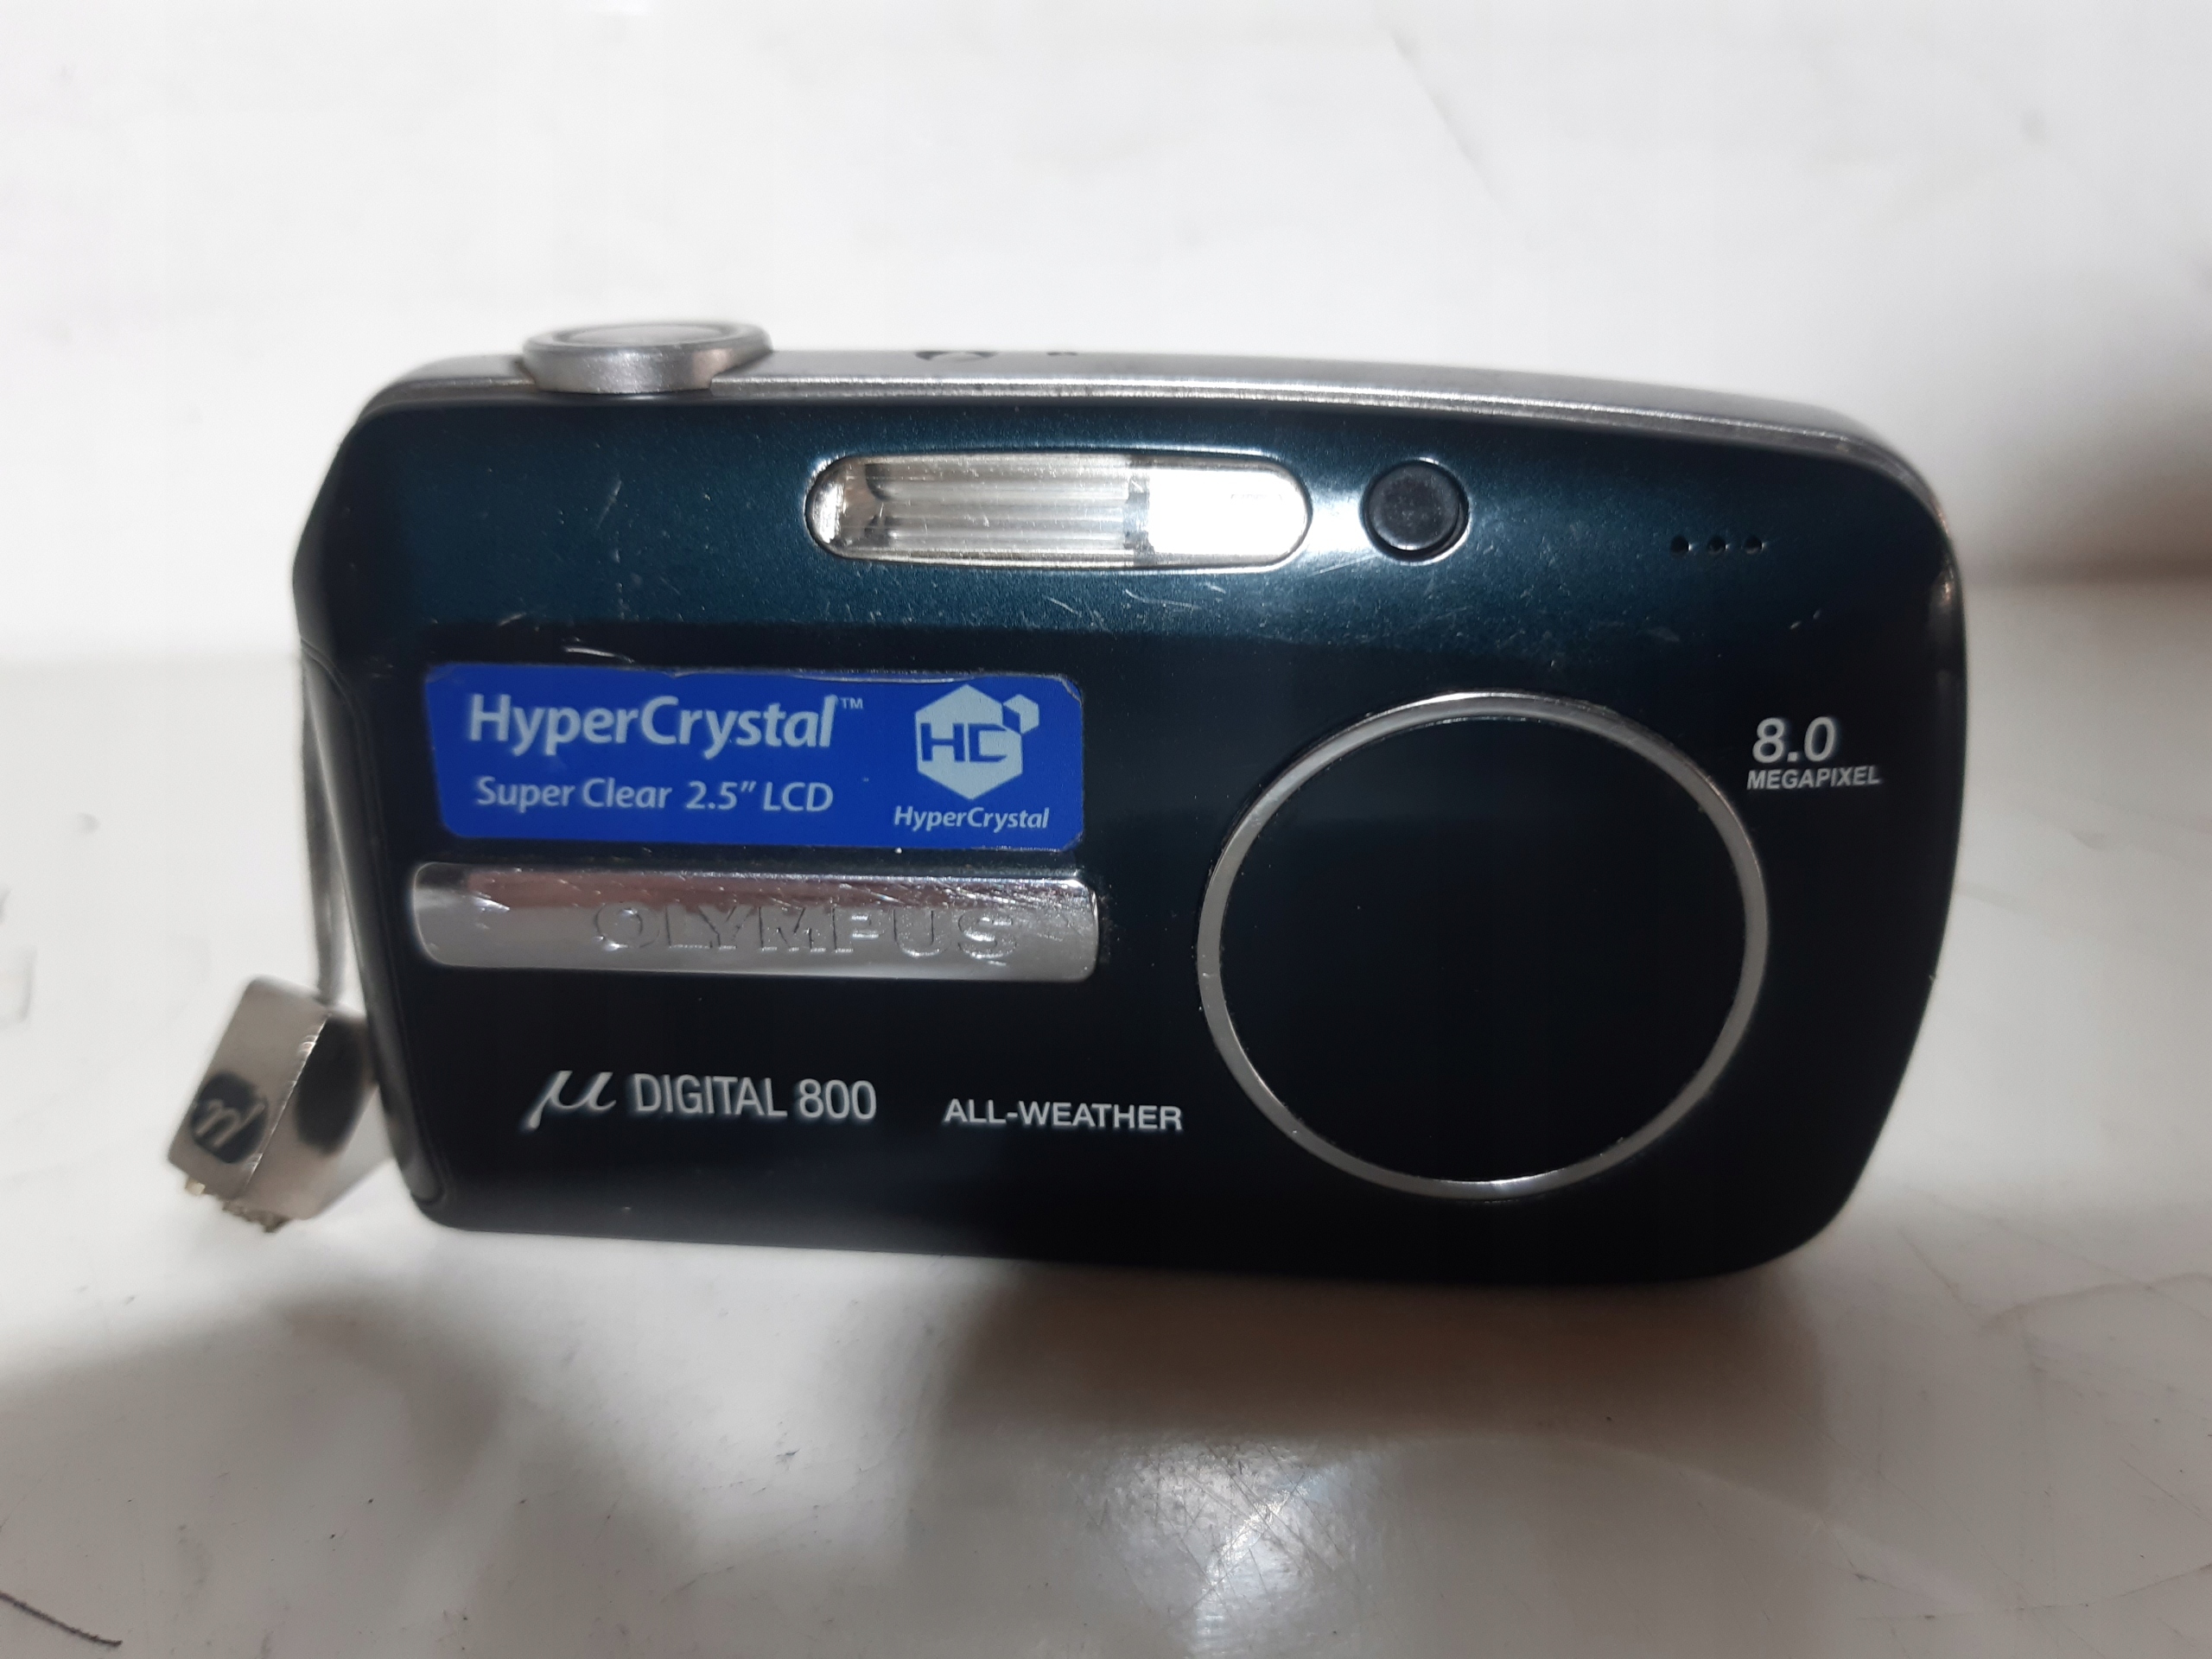 HyperCrystal™
Super Clear 2.5" LCD
HC
HyperCrystal
8.0
MEGAPIXEL
OLYMPUS
µ DIGITAL 800
ALL-WEATHER
µ